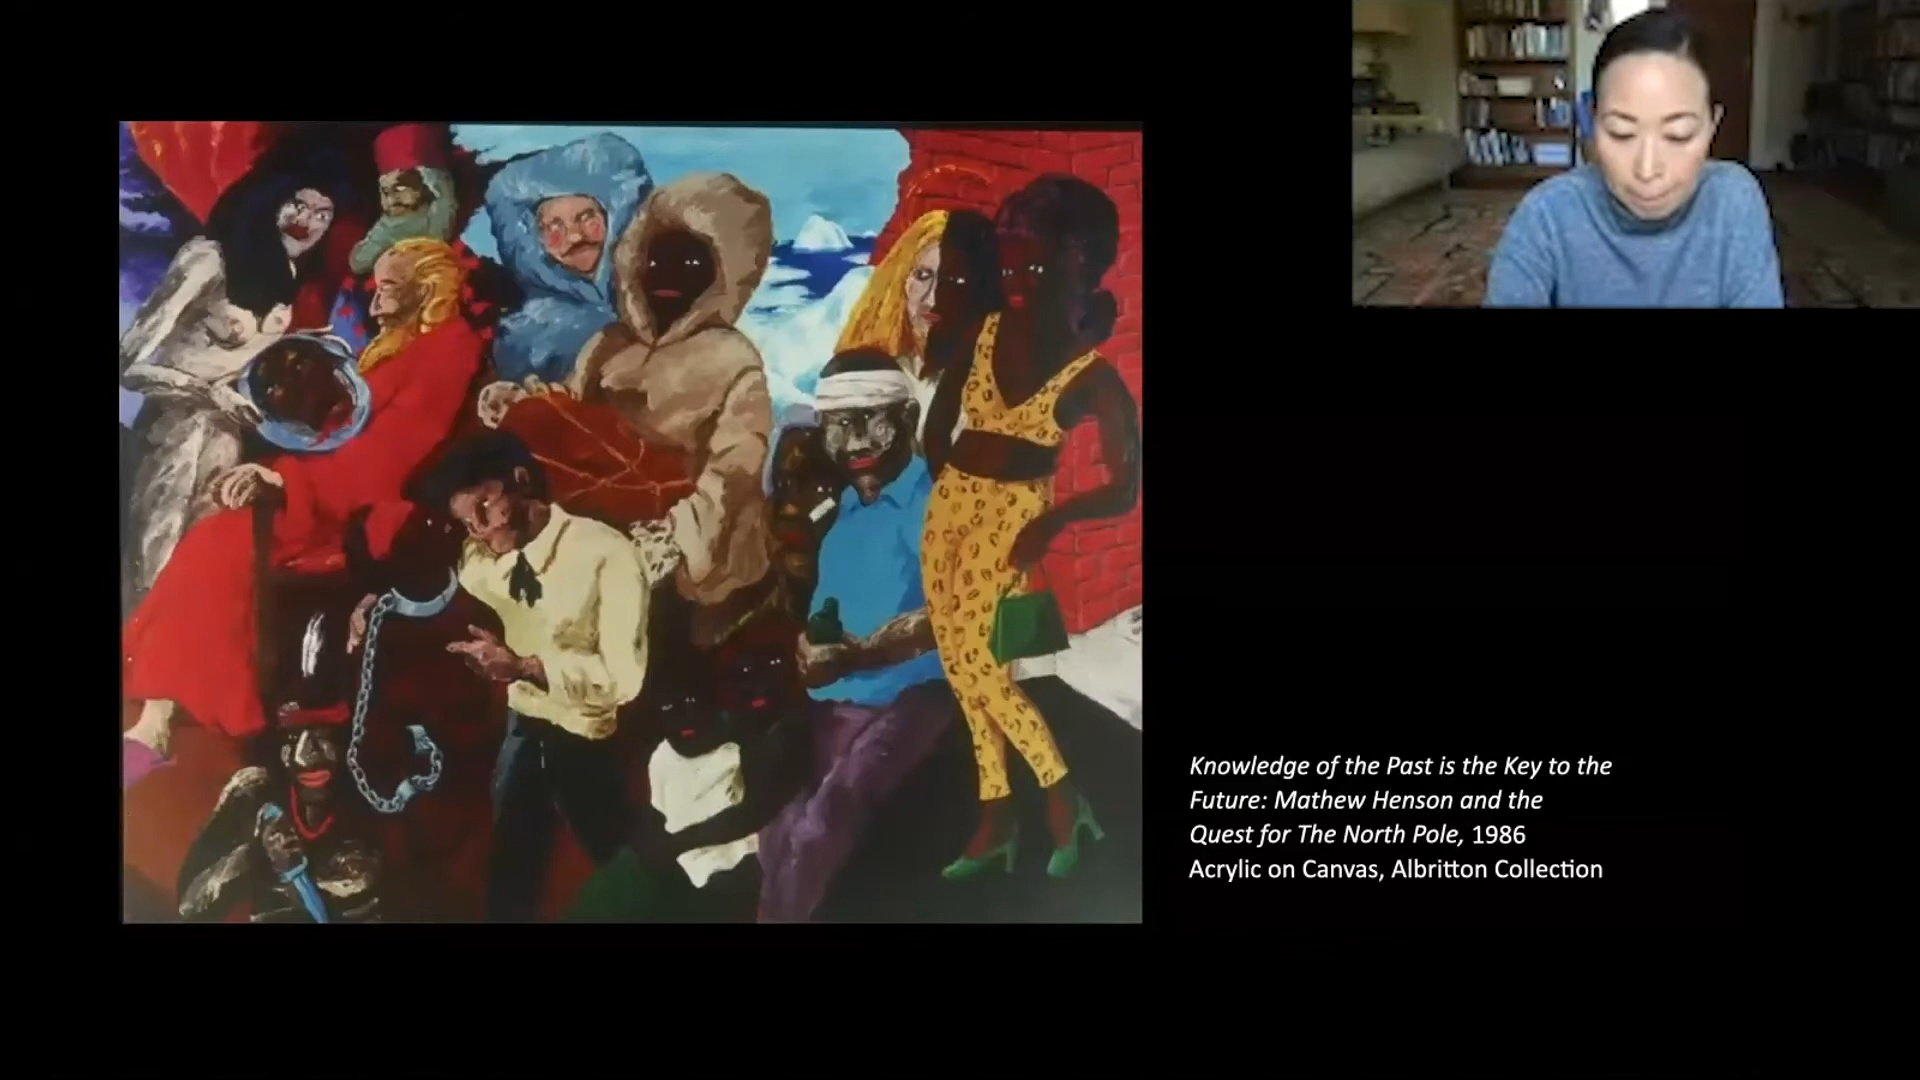 Knowledge of the Past is the Key to the
Future: Mathew Henson and the
Quest for The North Pole, 1986
Acrylic on Canvas, Albritton Collection